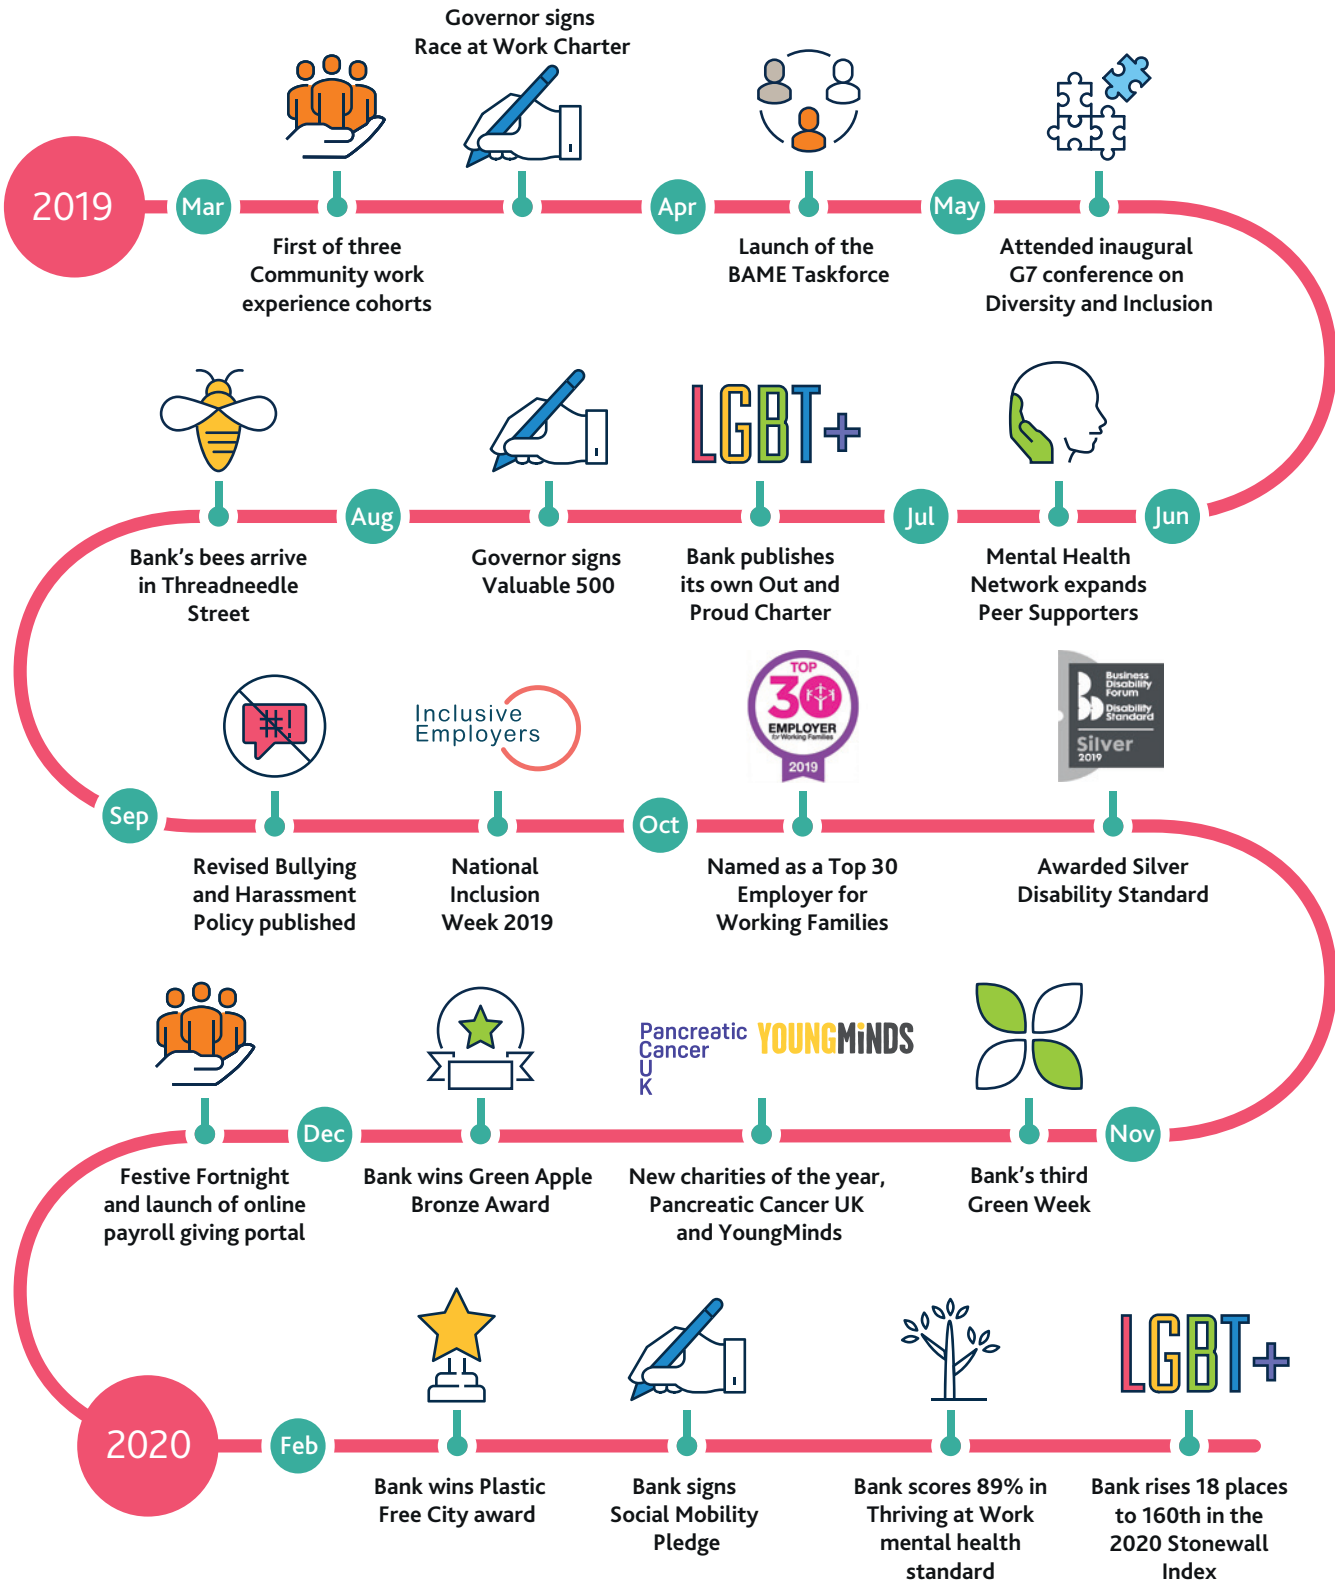 Governor signs
Race at Work Charter
2019
Mar
Apr
May
First of three
Community work
experience cohorts
Launch of the
BAME Taskforce
Attended inaugural
G7 conference on
Diversity and Inclusion
LGBT+
Jun
Jul
Aug
Mental Health
Network expands
Peer Supporters
Bank publishes
its own Out and
Proud Charter
Governor signs
Valuable 500
Bank's bees arrive
in Threadneedle
Street
#!
Inclusive
Employers
TOP
30
EMPLOYER
for Working Families
2019
Business
Disability
Forum
Disability
Standard
Silver
2019
Sep
Oct
Revised Bullying
and Harassment
Policy published
National
Inclusion
Week 2019
Named as a Top 30
Employer for
Working Families
Awarded Silver
Disability Standard
Pancreatic
Cancer
U
K
YOUNGMiNDS
Nov
Dec
Bank's third
Green Week
New charities of the year,
Pancreatic Cancer UK
and YoungMinds
Bank wins Green Apple
Bronze Award
Festive Fortnight
and launch of online
payroll giving portal
LGBT+
2020
Feb
Bank wins Plastic
Free City award
Bank signs
Social Mobility
Pledge
Bank scores 89% in
Thriving at Work
mental health
standard
Bank rises 18 places
to 160th in the
2020 Stonewall
Index